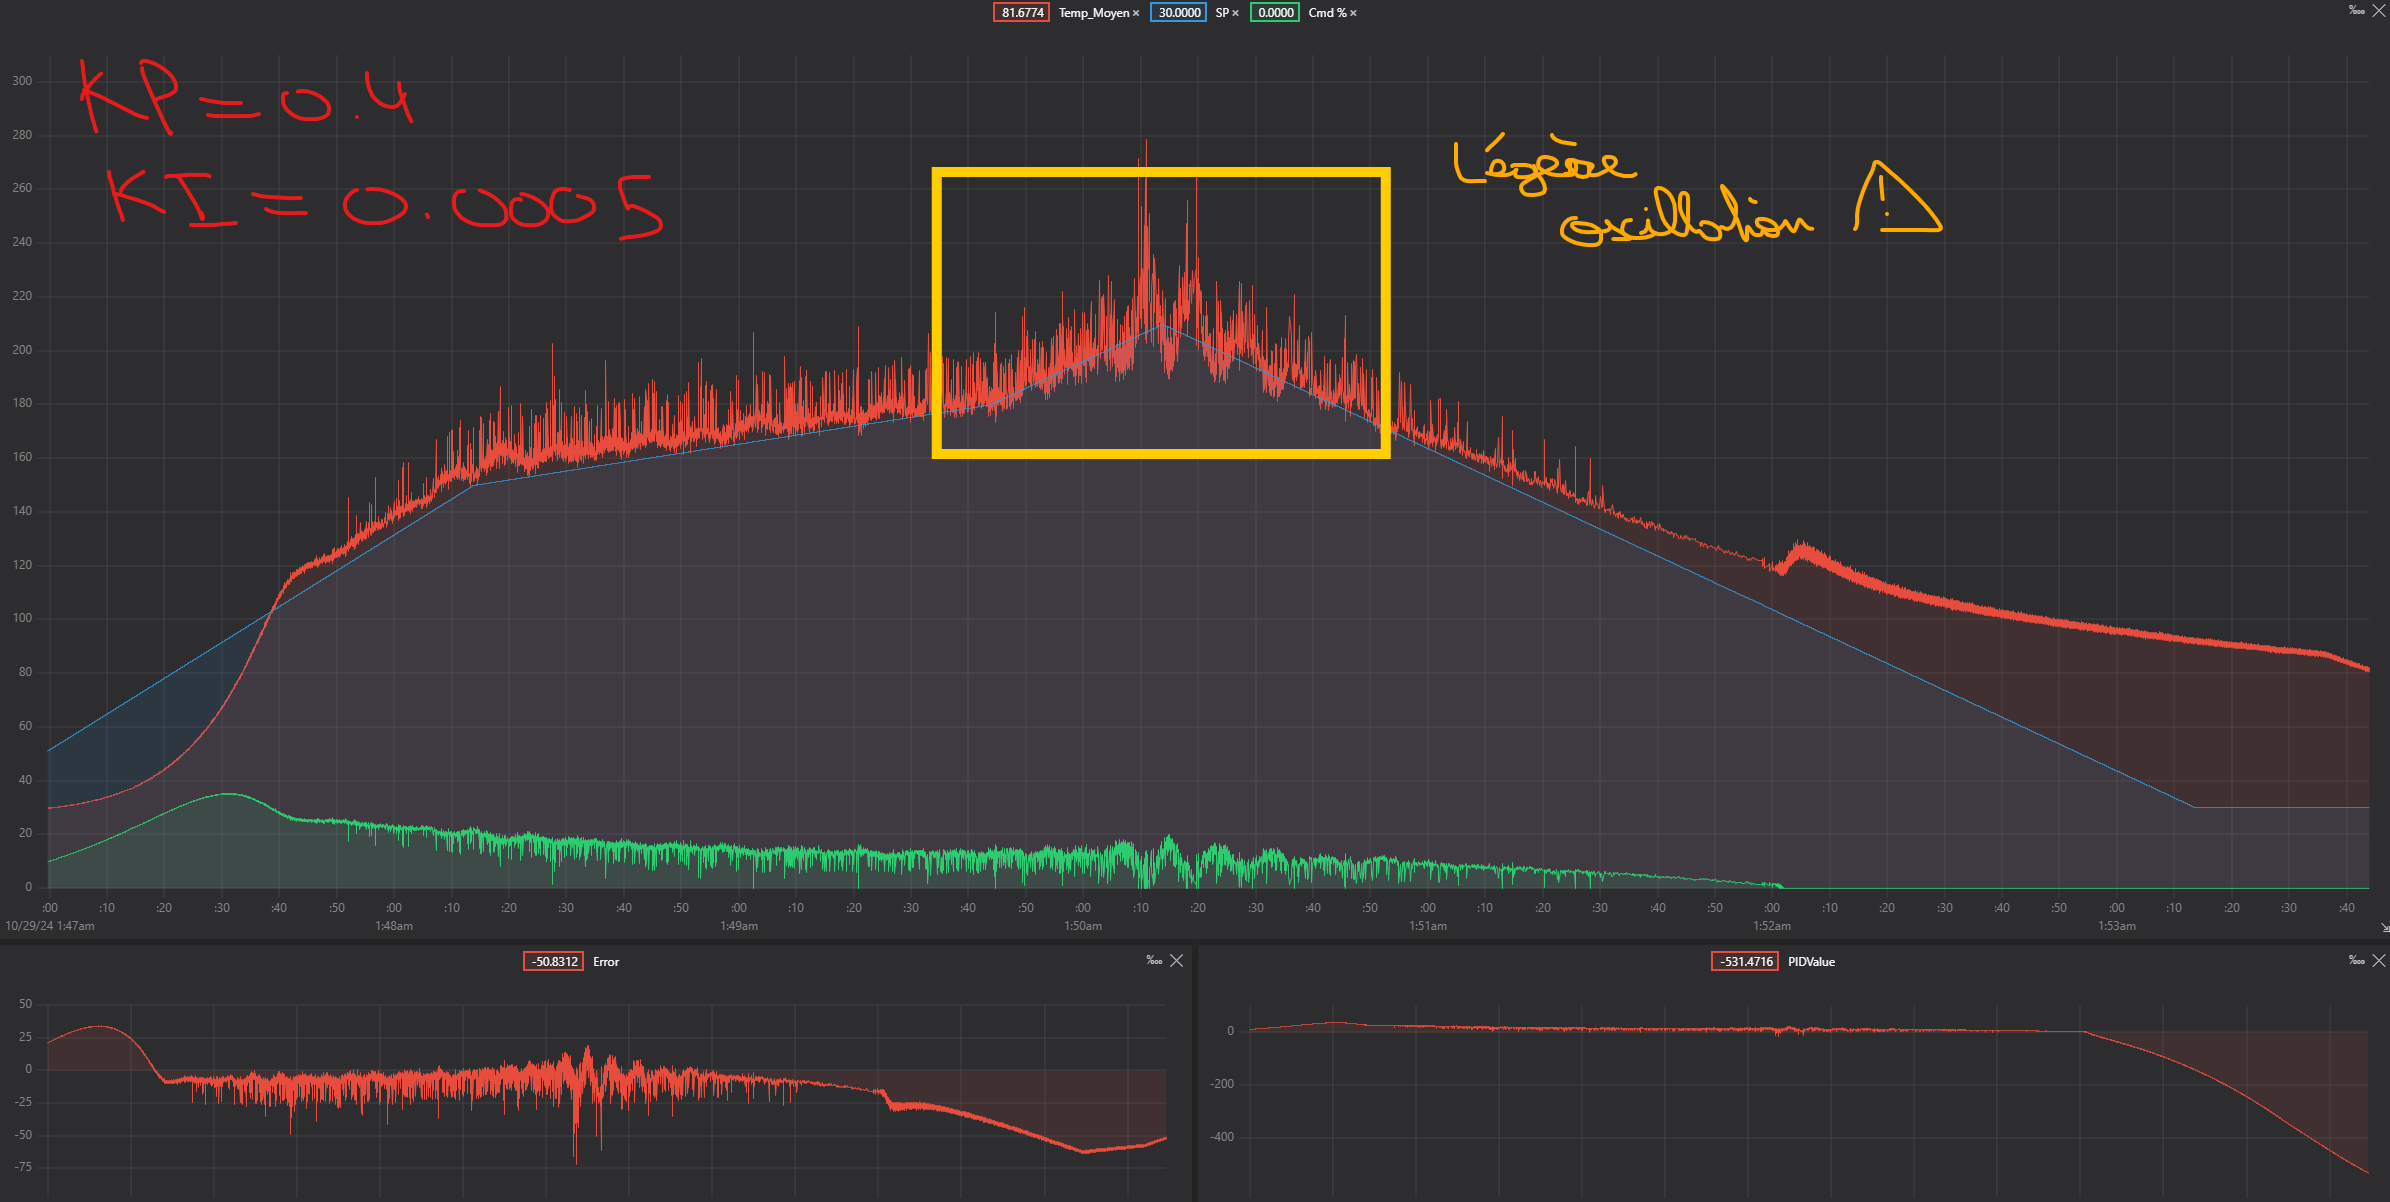 81.6774 Temp_Moyen × 30.0000 SP × 0.0000 Cmd % ×
300
280
260
240
220
200
180
160
140
120
100
80
60
40
20
0
KP=0.4
KI=0.0005
Légère
oscillation !
:00 :10 :20 :30 :40 :50 :00 :10 :20 :30 :40 :50 :00 :10 :20 :30 :40 :50 :00 :10 :20 :30 :40 :50 :00 :10 :20 :30 :40 :50 :00 :10 :20 :30 :40 :50 :00 :10 :20 :30 :40
10/29/24 1:47am 1:48am 1:49am 1:50am 1:51am 1:52am 1:53am
-50.8312 Error
50
25
0
-25
-50
-75
-531.4716 PIDValue
0
-200
-400